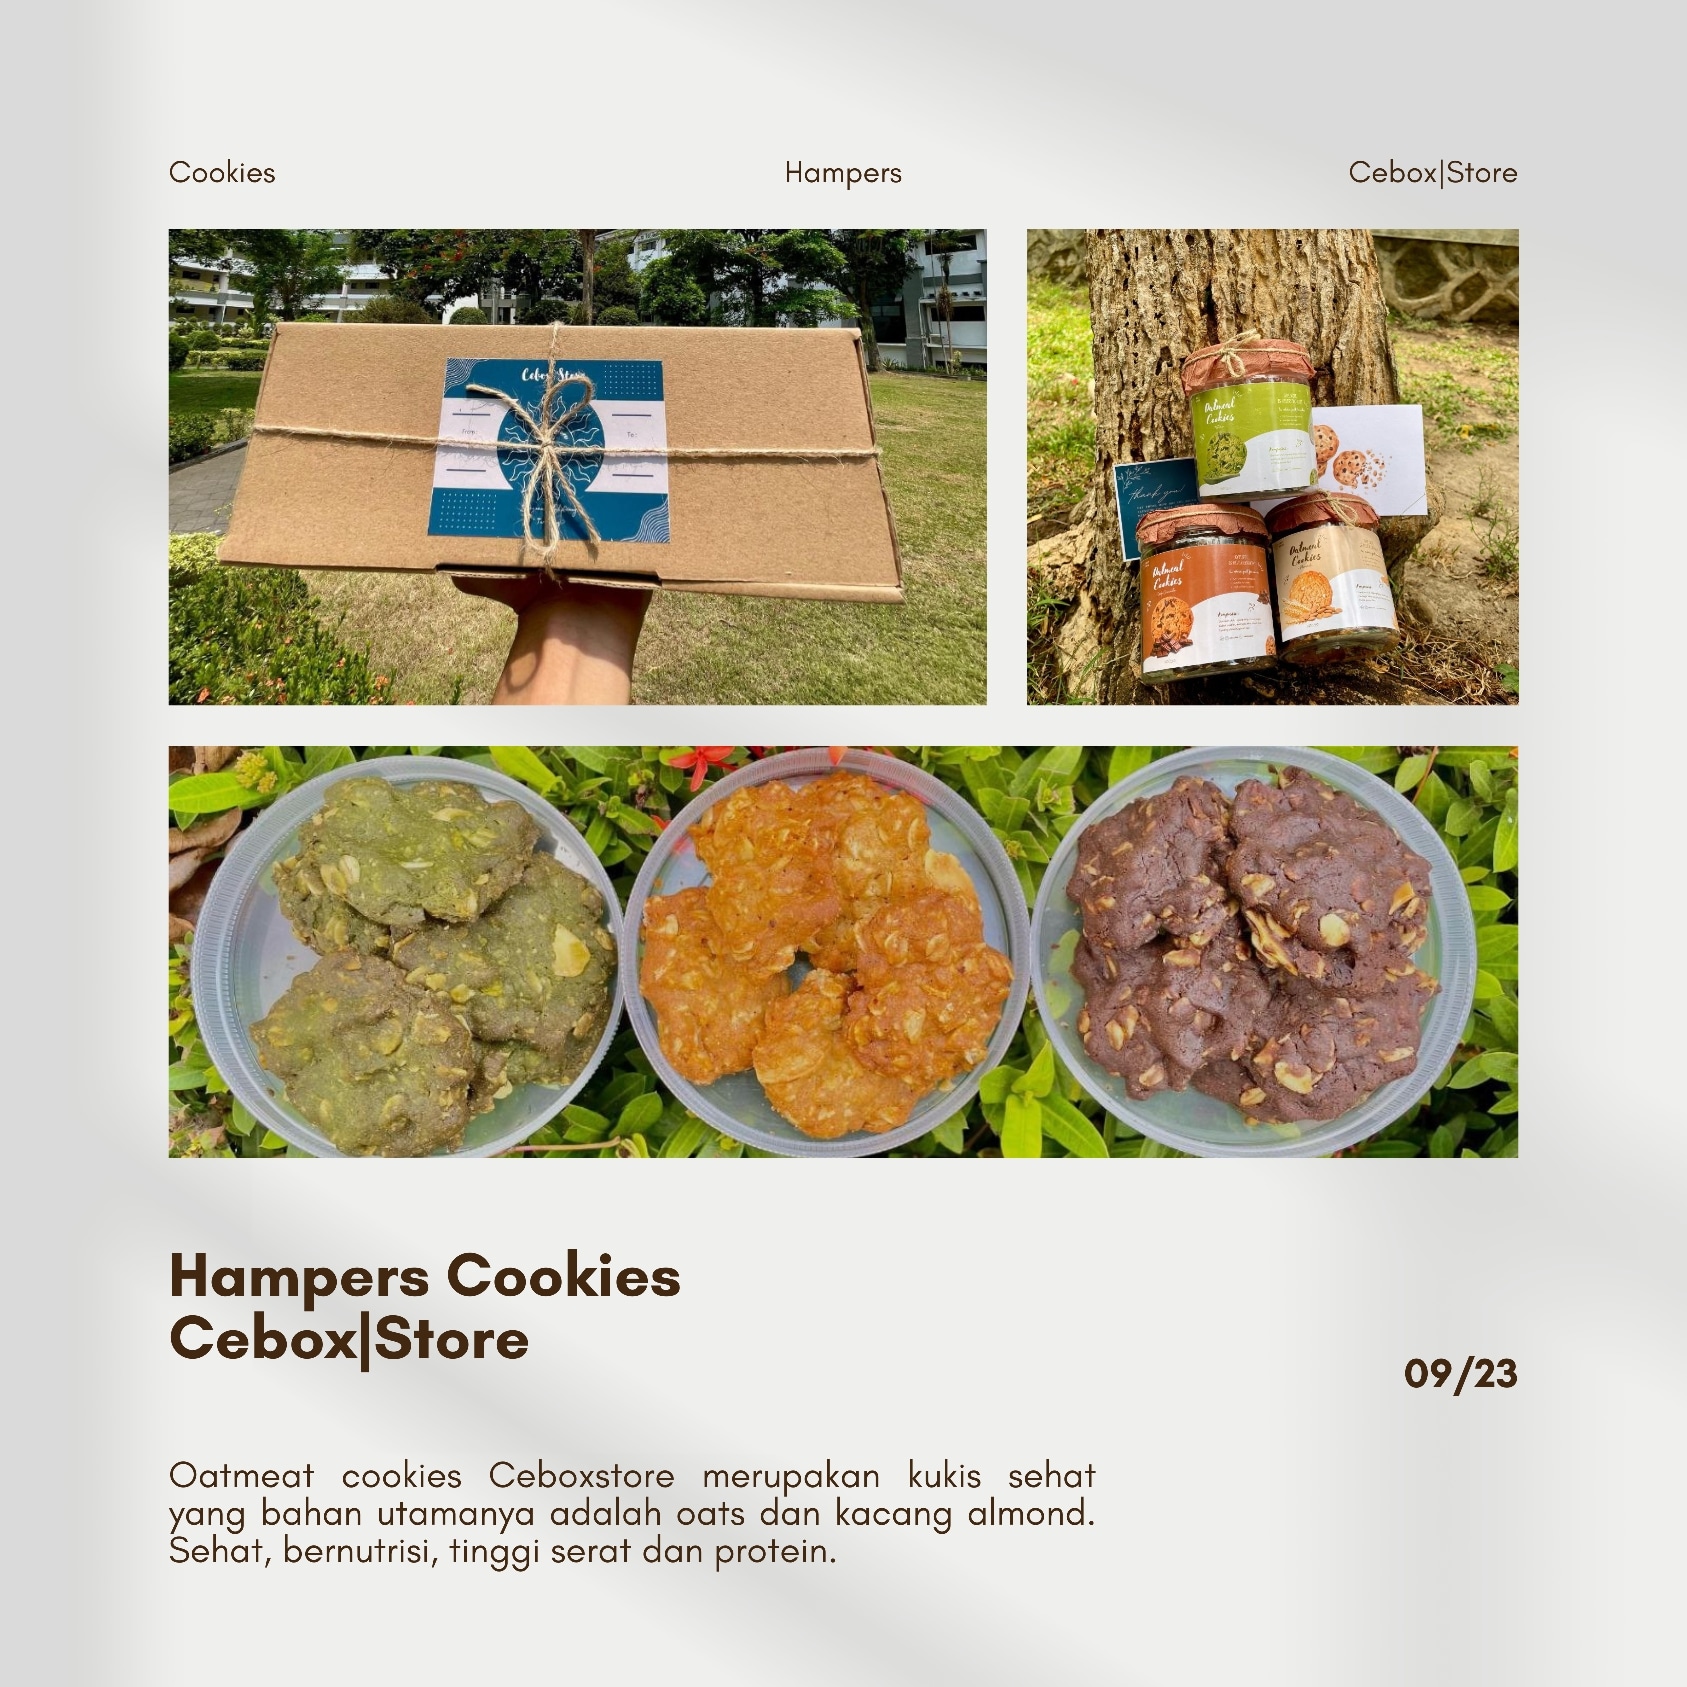 Cookies
Hampers
Cebox|Store
From:
To:
thank you
Oatmeal
Cookies
Oatmeal
Cookies
Oatmeal
Cookies
Hampers Cookies
Cebox|Store
09/23
Oatmeat cookies Ceboxstore merupakan kukis sehat
yang bahan utamanya adalah oats dan kacang almond.
Sehat, bernutrisi, tinggi serat dan protein.